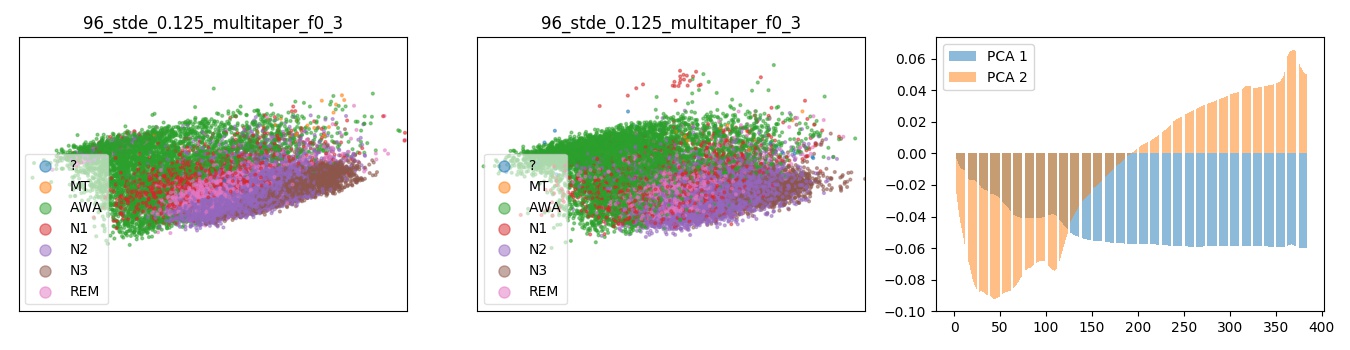 96_stde_0.125_multitaper_f0_3
?
MT
AWA
N1
N2
N3
REM
96_stde_0.125_multitaper_f0_3
?
MT
AWA
N1
N2
N3
REM
PCA 1
PCA 2
0.06
0.04
0.02
0.00
−0.02
−0.04
−0.06
−0.08
−0.10
0 50 100 150 200 250 300 350 400